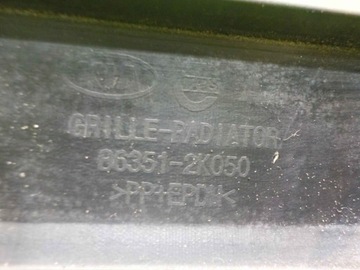 GRILLE-RADIATOR
86351-2K050
>PP+EPDM<